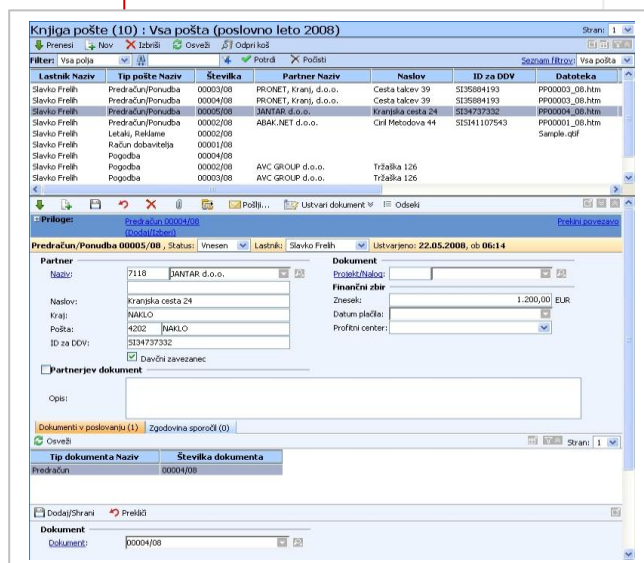 Knjiga pošte (10) : Vsa pošta (poslovno leto 2008) Stran: 1
Prenesi Nov Izbriši Osveži Odpri koš
Filter: Vsa polja 4 Potrdi Počisti Seznam filtrov: Vsa pošta
Lastnik Naziv Tip pošte Naziv Številka Partner Naziv Naslov ID za DDV Datoteka
Slavko Frelih Predračun/Ponudba 00003/08 PRONET, Kranj, d.o.o. Cesta talcev 39 SI35884193 PP00003_08.htm
Slavko Frelih Predračun/Ponudba 00004/08 PRONET, Kranj, d.o.o. Cesta talcev 39 SI35884193 PP00003_08.htm
Slavko Frelih Predračun/Ponudba 00005/08 JANTAR d.o.o. Kranjska cesta 24 SI34737332 PP00004_08.htm
Slavko Frelih Predračun/Ponudba 00002/08 ABAK.NET d.o.o. Ciril Metodova 44 SISI41107543 PP00001_08.htm
Slavko Frelih Letaki, Reklame 00002/08 Sample.qtif
Slavko Frelih Račun dobavitelja 00001/08
Slavko Frelih Pogodba 00004/08
Slavko Frelih Pogodba 00002/08 AVC GROUP d.o.o. Tržaška 126
Slavko Frelih Pogodba 00003/08 AVC GROUP d.o.o. Tržaška 126
Pošlji... Ustvari dokument Odseki
Priloge: Predračun 00004/08 Prekini povezavo
(Dodaj/Izberi)
Predračun/Ponudba 00005/08 , Status: Vnesen Lastnik: Slavko Frelih Ustvarjeno: 22.05.2008, ob 06:14
Partner Dokument
Naziv: 7118 JANTAR d.o.o. Projekt/Nalog:
Finančni zbir
Naslov: Kranjska cesta 24 Znesek: 1.200,00 EUR
Kraj: NAKLO Datum plačila:
Pošta: 4202 NAKLO Profitni center:
ID za DDV: SI34737332
Davčni zavezanec
Partnerjev dokument
Opis:
Dokumenti v poslovanju (1) Zgodovina sporočil (0)
Osveži Stran: 1
Tip dokumenta Naziv Številka dokumenta
Predračun 00004/08
Dodaj/Shrani Prekliči
Dokument
Dokument: 00004/08